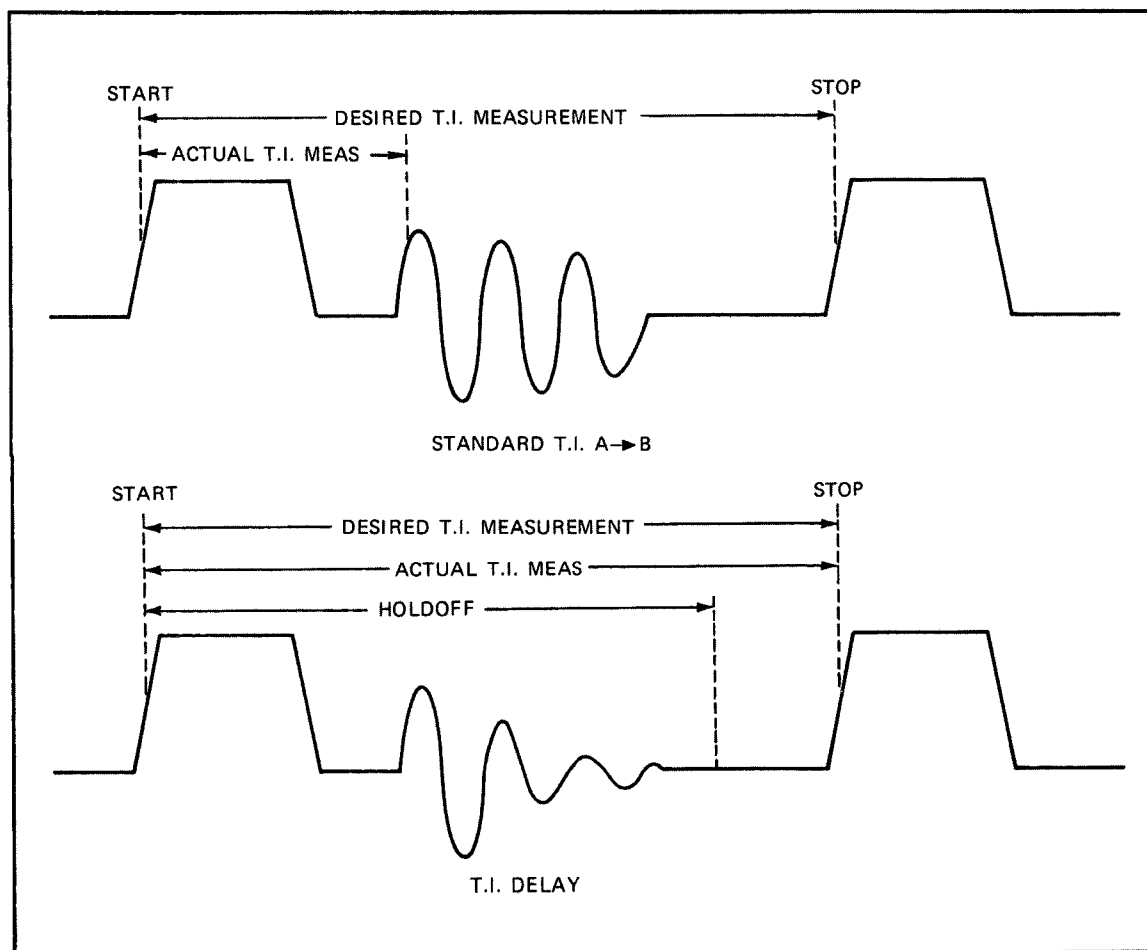 START
STOP
DESIRED T.I. MEASUREMENT
ACTUAL T.I. MEAS
STANDARD T.I. A→B
START
STOP
DESIRED T.I. MEASUREMENT
ACTUAL T.I. MEAS
HOLDOFF
T.I. DELAY